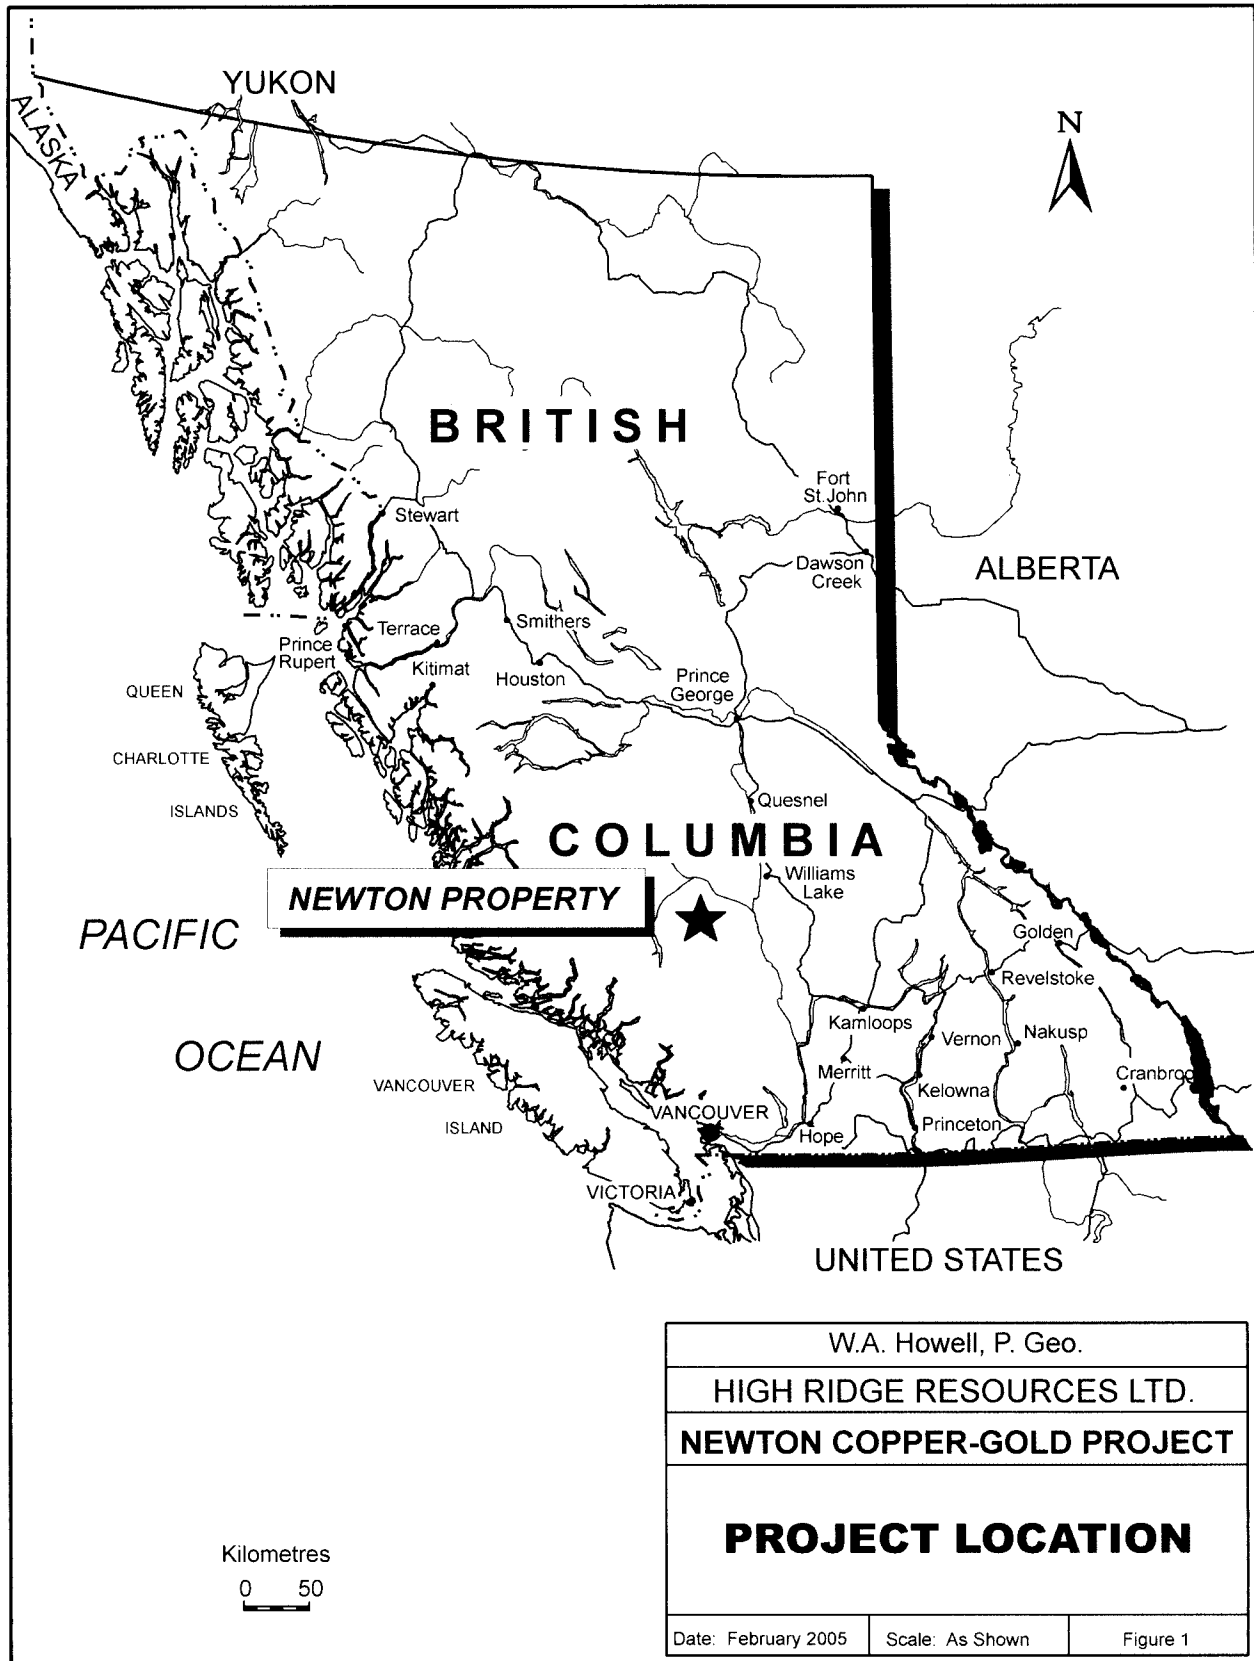 YUKON
ALASKA
N
BRITISH
Fort
St.John
Stewart
Dawson
Creek
ALBERTA
Smithers
Terrace
Prince
Rupert
Kitimat
Houston
Prince
George
QUEEN
CHARLOTTE
ISLANDS
Quesnel
COLUMBIA
Williams
Lake
NEWTON PROPERTY
PACIFIC
OCEAN
Golden
Revelstoke
Kamloops
Vernon
Nakusp
Merritt
Kelowna
Cranbroo
VANCOUVER
ISLAND
VANCOUVER
Hope
Princeton
VICTORIA
UNITED STATES
W.A. Howell, P. Geo.
HIGH RIDGE RESOURCES LTD.
NEWTON COPPER-GOLD PROJECT
PROJECT LOCATION
Date: February 2005
Scale: As Shown
Figure 1
Kilometres
0 50